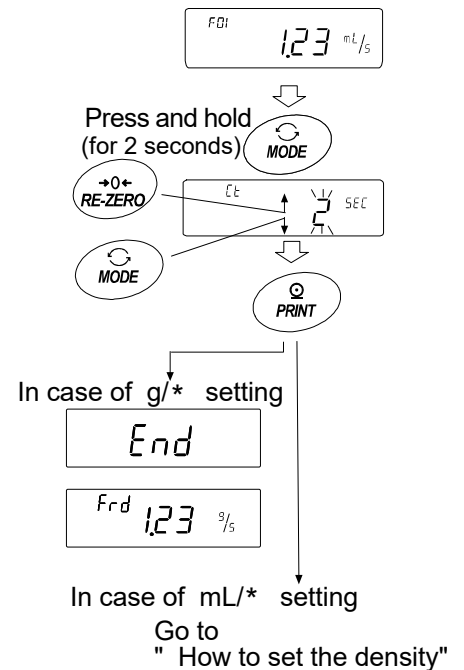 F01 1.23 mL/s
Press and hold
(for 2 seconds)
MODE
→0←
RE-ZERO
Ct 2 SEC
MODE
PRINT
In case of g/* setting
End
Frd 1.23 g/s
In case of mL/* setting
Go to
" How to set the density"